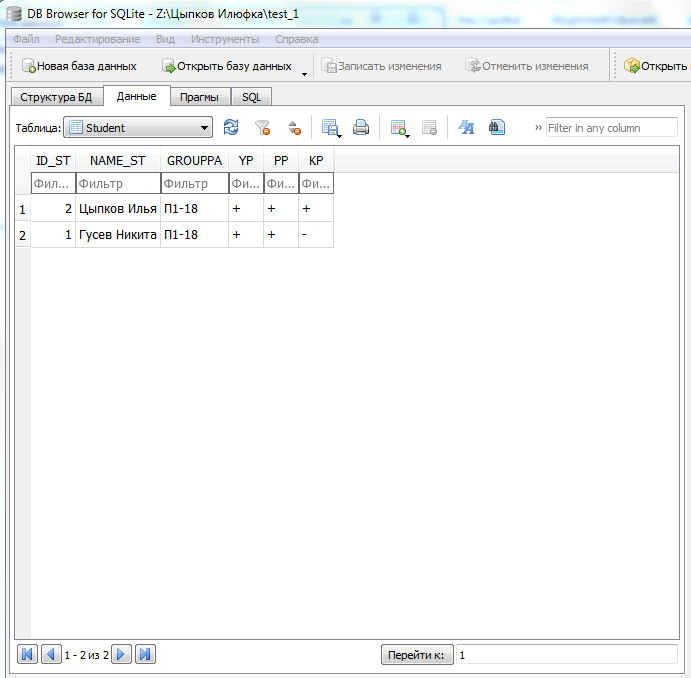 DB Browser for SQLite - Z:\Цыпков Илюфка\test_1
Файл Редактирование Вид Инструменты Справка
Новая база данных Открыть базу данных Записать изменения Отменить изменения Открыть
Структура БД Данные Прагмы SQL
Таблица: Student » Filter in any column
ID_ST NAME_ST GROUPPA YP PP KP
Фил... Фильтр Фильтр Фи... Фи... Фи...
1 2 Цыпков Илья П1-18 + + +
2 1 Гусев Никита П1-18 + + -
1 - 2 из 2 Перейти к: 1